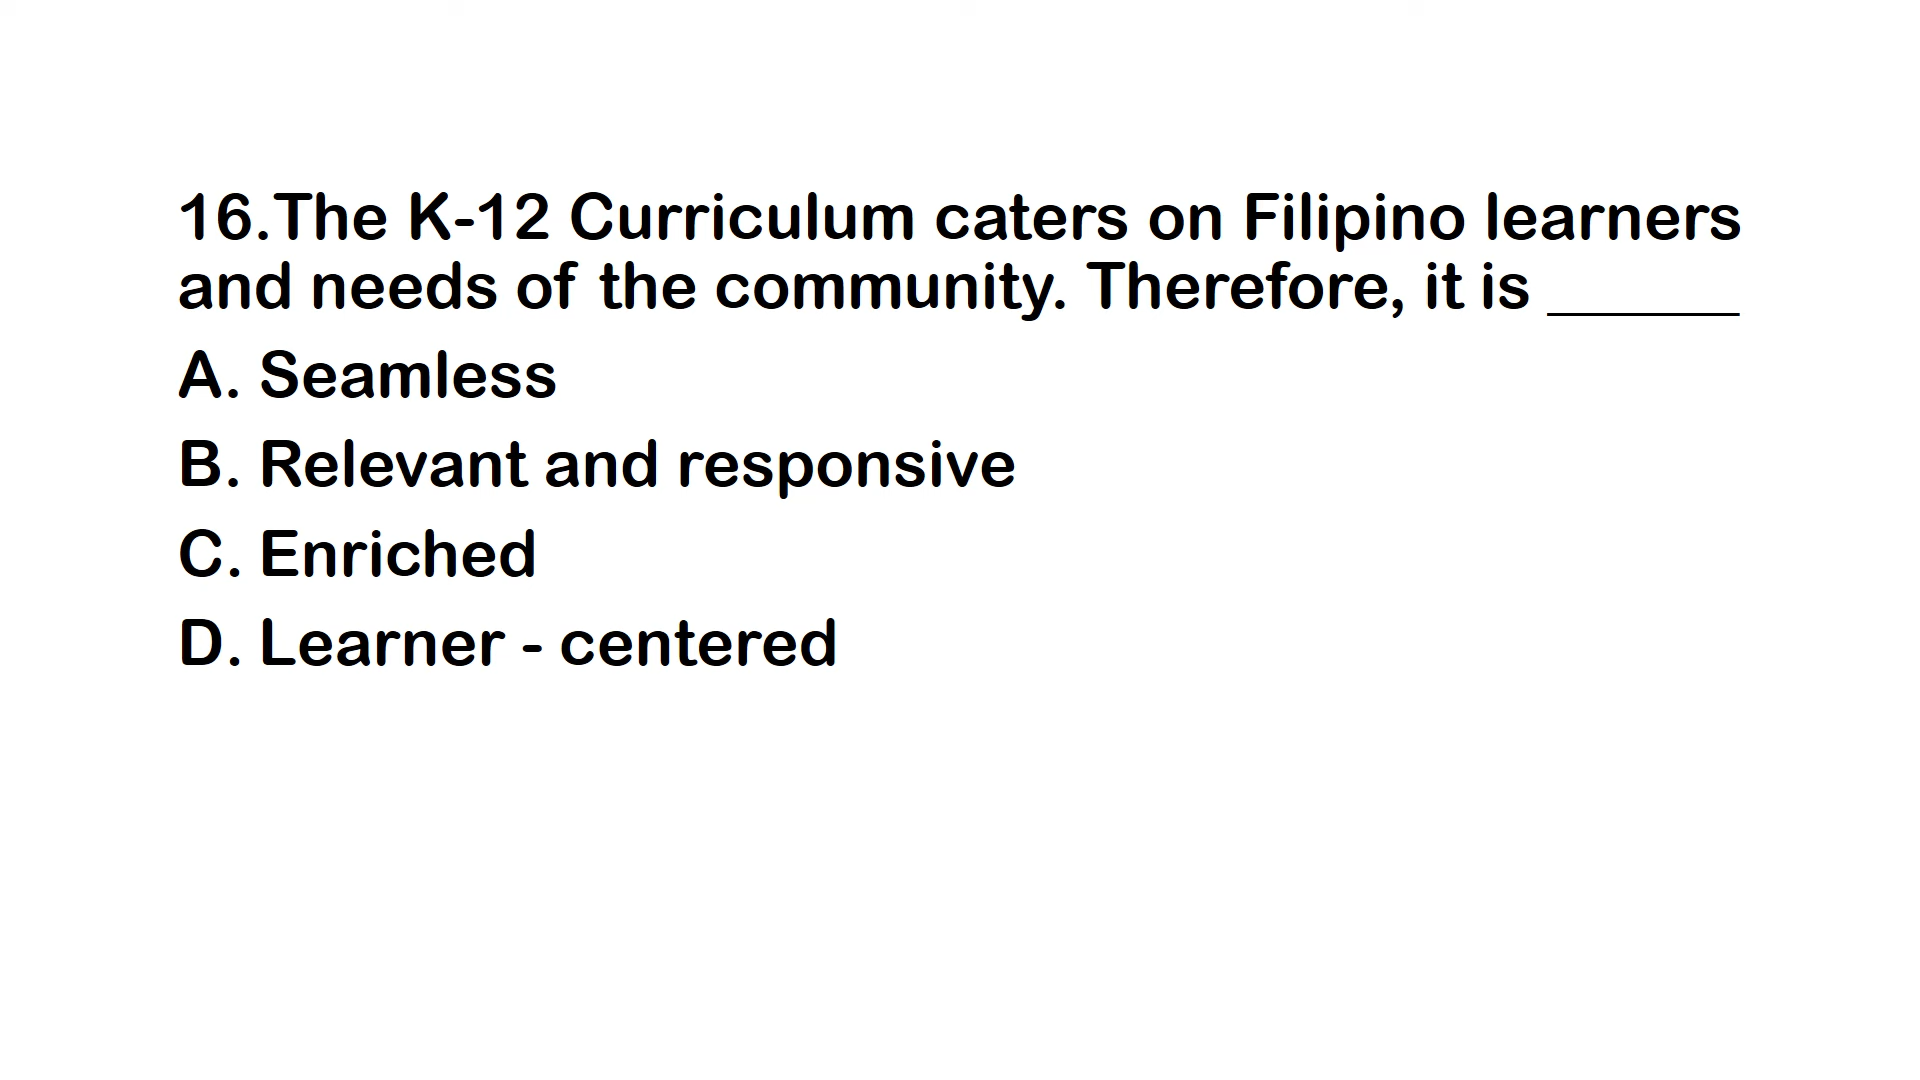 16.The K-12 Curriculum caters on Filipino learners
and needs of the community. Therefore, it is ______
A. Seamless
B. Relevant and responsive
C. Enriched
D. Learner - centered